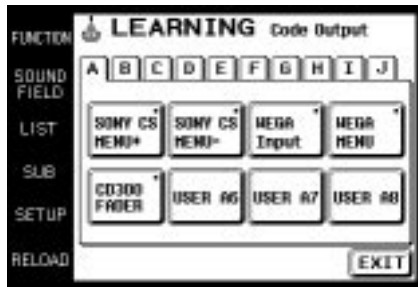 FUNCTION
SOUND FIELD
LIST
SUB
SETUP
RELOAD
LEARNING Code Output
A B C D E F G H I J
SONY CS MENU+
SONY CS MENU-
WEGA Input
WEGA MENU
CD300 FADER
USER A6
USER A7
USER A8
EXIT